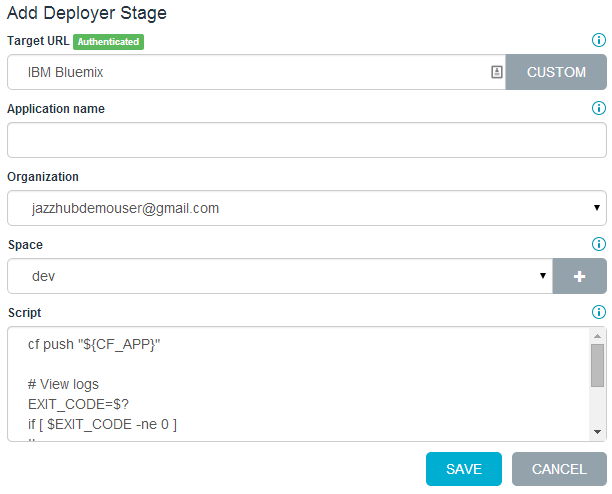 Add Deployer Stage
Target URL Authenticated
IBM Bluemix CUSTOM
Application name
Organization
jazzhubdemouser@gmail.com
Space
dev
Script
cf push "${CF_APP}"
# View logs
EXIT_CODE=$?
if [ $EXIT_CODE -ne 0 ]
SAVE CANCEL